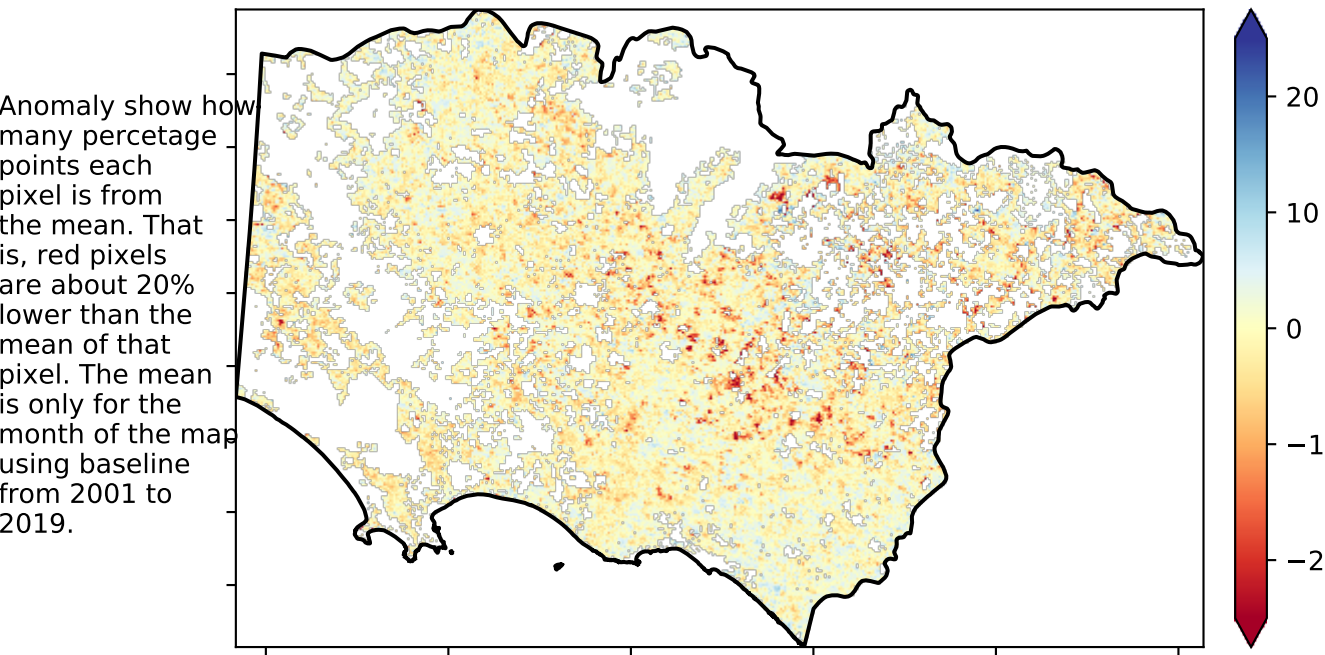 Anomaly show how
many percetage
points each
pixel is from
the mean. That
is, red pixels
are about 20%
lower than the
mean of that
pixel. The mean
is only for the
month of the map
using baseline
from 2001 to
2019.
20
10
0
−1
−2